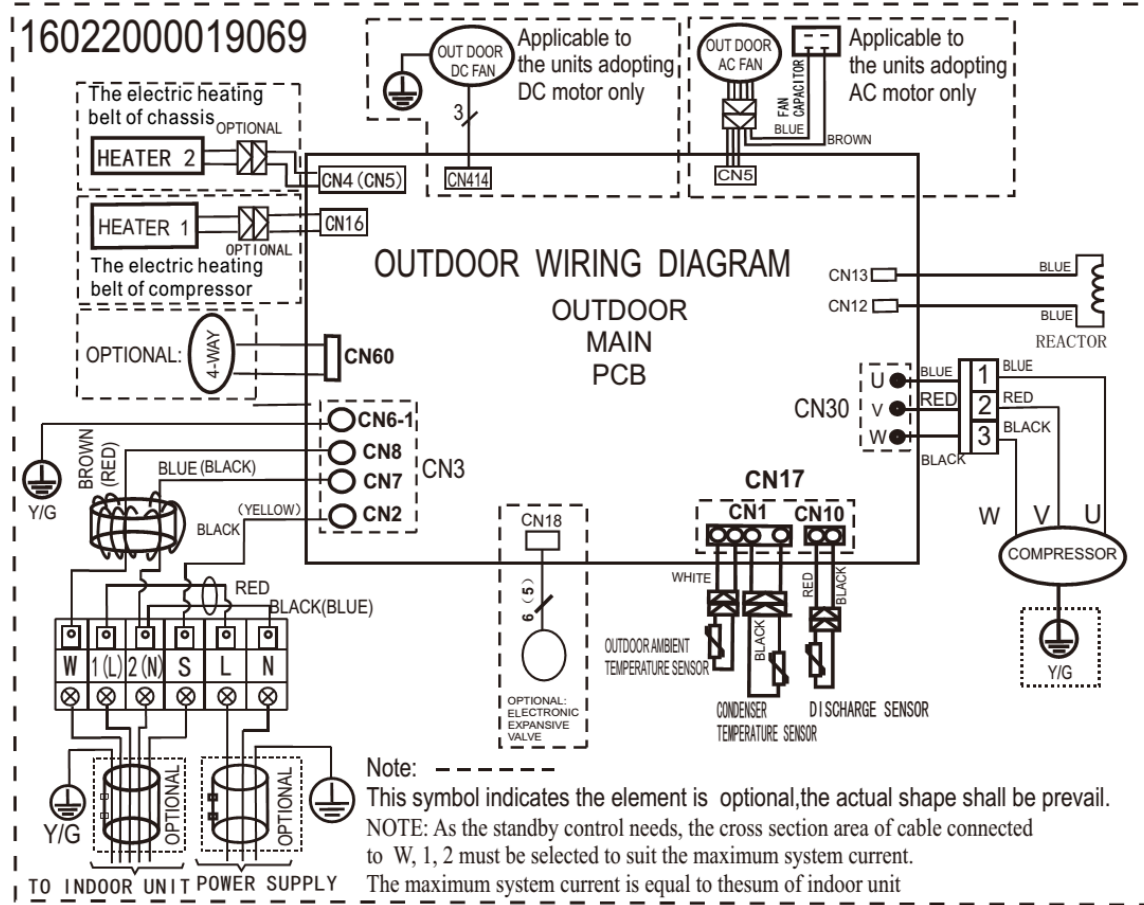 16022000019069
OUT DOOR
DC FAN
Applicable to
the units adopting
DC motor only
3
CN414
OUT DOOR
AC FAN
FAN
CAPACITOR
BLUE
BROWN
Applicable to
the units adopting
AC motor only
CN5
The electric heating
belt of chassis
OPTIONAL
HEATER 2
CN4 (CN5)
HEATER 1
CN16
OPTIONAL
The electric heating
belt of compressor
OPTIONAL:
4-WAY
CN60
OUTDOOR WIRING DIAGRAM
OUTDOOR
MAIN
PCB
CN13
BLUE
CN12
BLUE
REACTOR
CN30
U
V
W
BLUE
RED
BLACK
1
2
3
BLUE
RED
BLACK
W
V
U
COMPRESSOR
Y/G
CN6-1
CN8
CN7
CN2
CN3
Y/G
BROWN
(RED)
BLUE (BLACK)
(YELLOW)
BLACK
RED
BLACK(BLUE)
W
1 (L)
2 (N)
S
L
N
CN18
6 (5)
OPTIONAL:
ELECTRONIC
EXPANSIVE
VALVE
CN17
CN1
CN10
WHITE
BLACK
RED
BLACK
OUTDOOR AMBIENT
TEMPERATURE SENSOR
CONDENSER
TEMPERATURE SENSOR
DISCHARGE SENSOR
Y/G
OPTIONAL
OPTIONAL
TO INDOOR UNIT
POWER SUPPLY
Note:
This symbol indicates the element is optional,the actual shape shall be prevail.
NOTE: As the standby control needs, the cross section area of cable connected
to W, 1, 2 must be selected to suit the maximum system current.
The maximum system current is equal to thesum of indoor unit